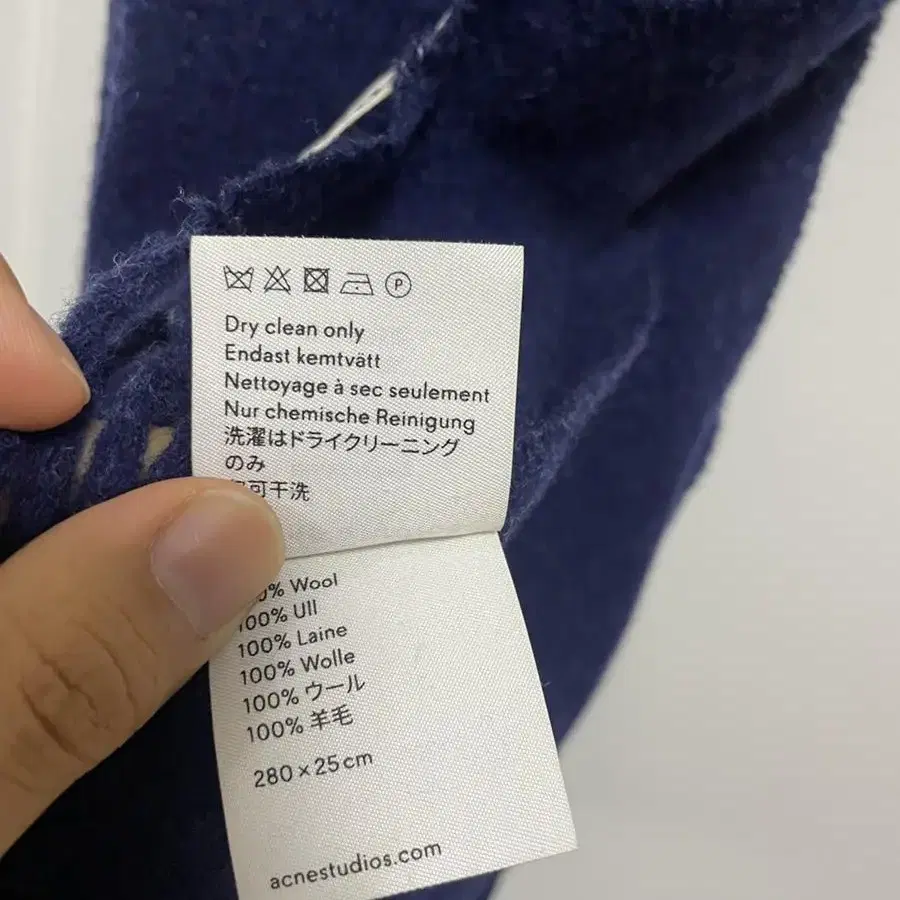 P
Dry clean only
Endast kemtvätt
Nettoyage à sec seulement
Nur chemische Reinigung
洗濯はドライクリーニング
のみ
可干洗
Wool
100% Ull
100% Laine
100% Wolle
100% ウール
100% 羊毛
280 × 25 cm
acnestudios.com